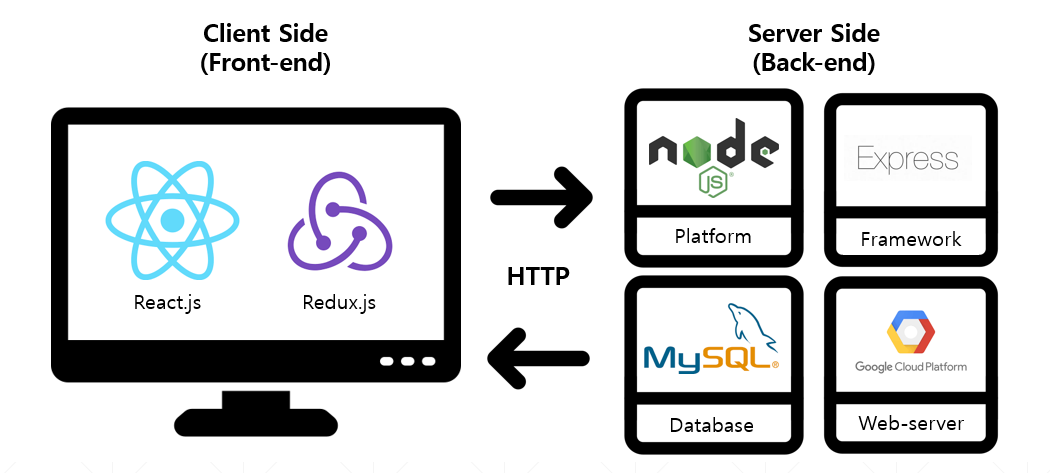 Client Side
(Front-end)
React.js
Redux.js
HTTP
Server Side
(Back-end)
node
JS®
Platform
Express
Framework
MySQL®
Database
Google Cloud Platform
Web-server